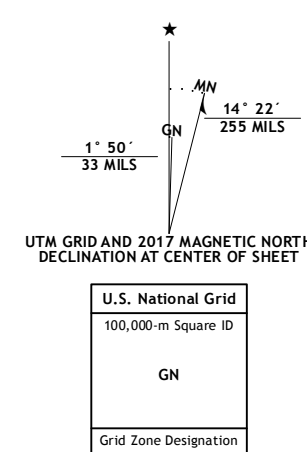 ★
MN
GN
14° 22´
255 MILS
1° 50´
33 MILS
UTM GRID AND 2017 MAGNETIC NORTH
DECLINATION AT CENTER OF SHEET
U.S. National Grid
100,000-m Square ID
GN
Grid Zone Designation